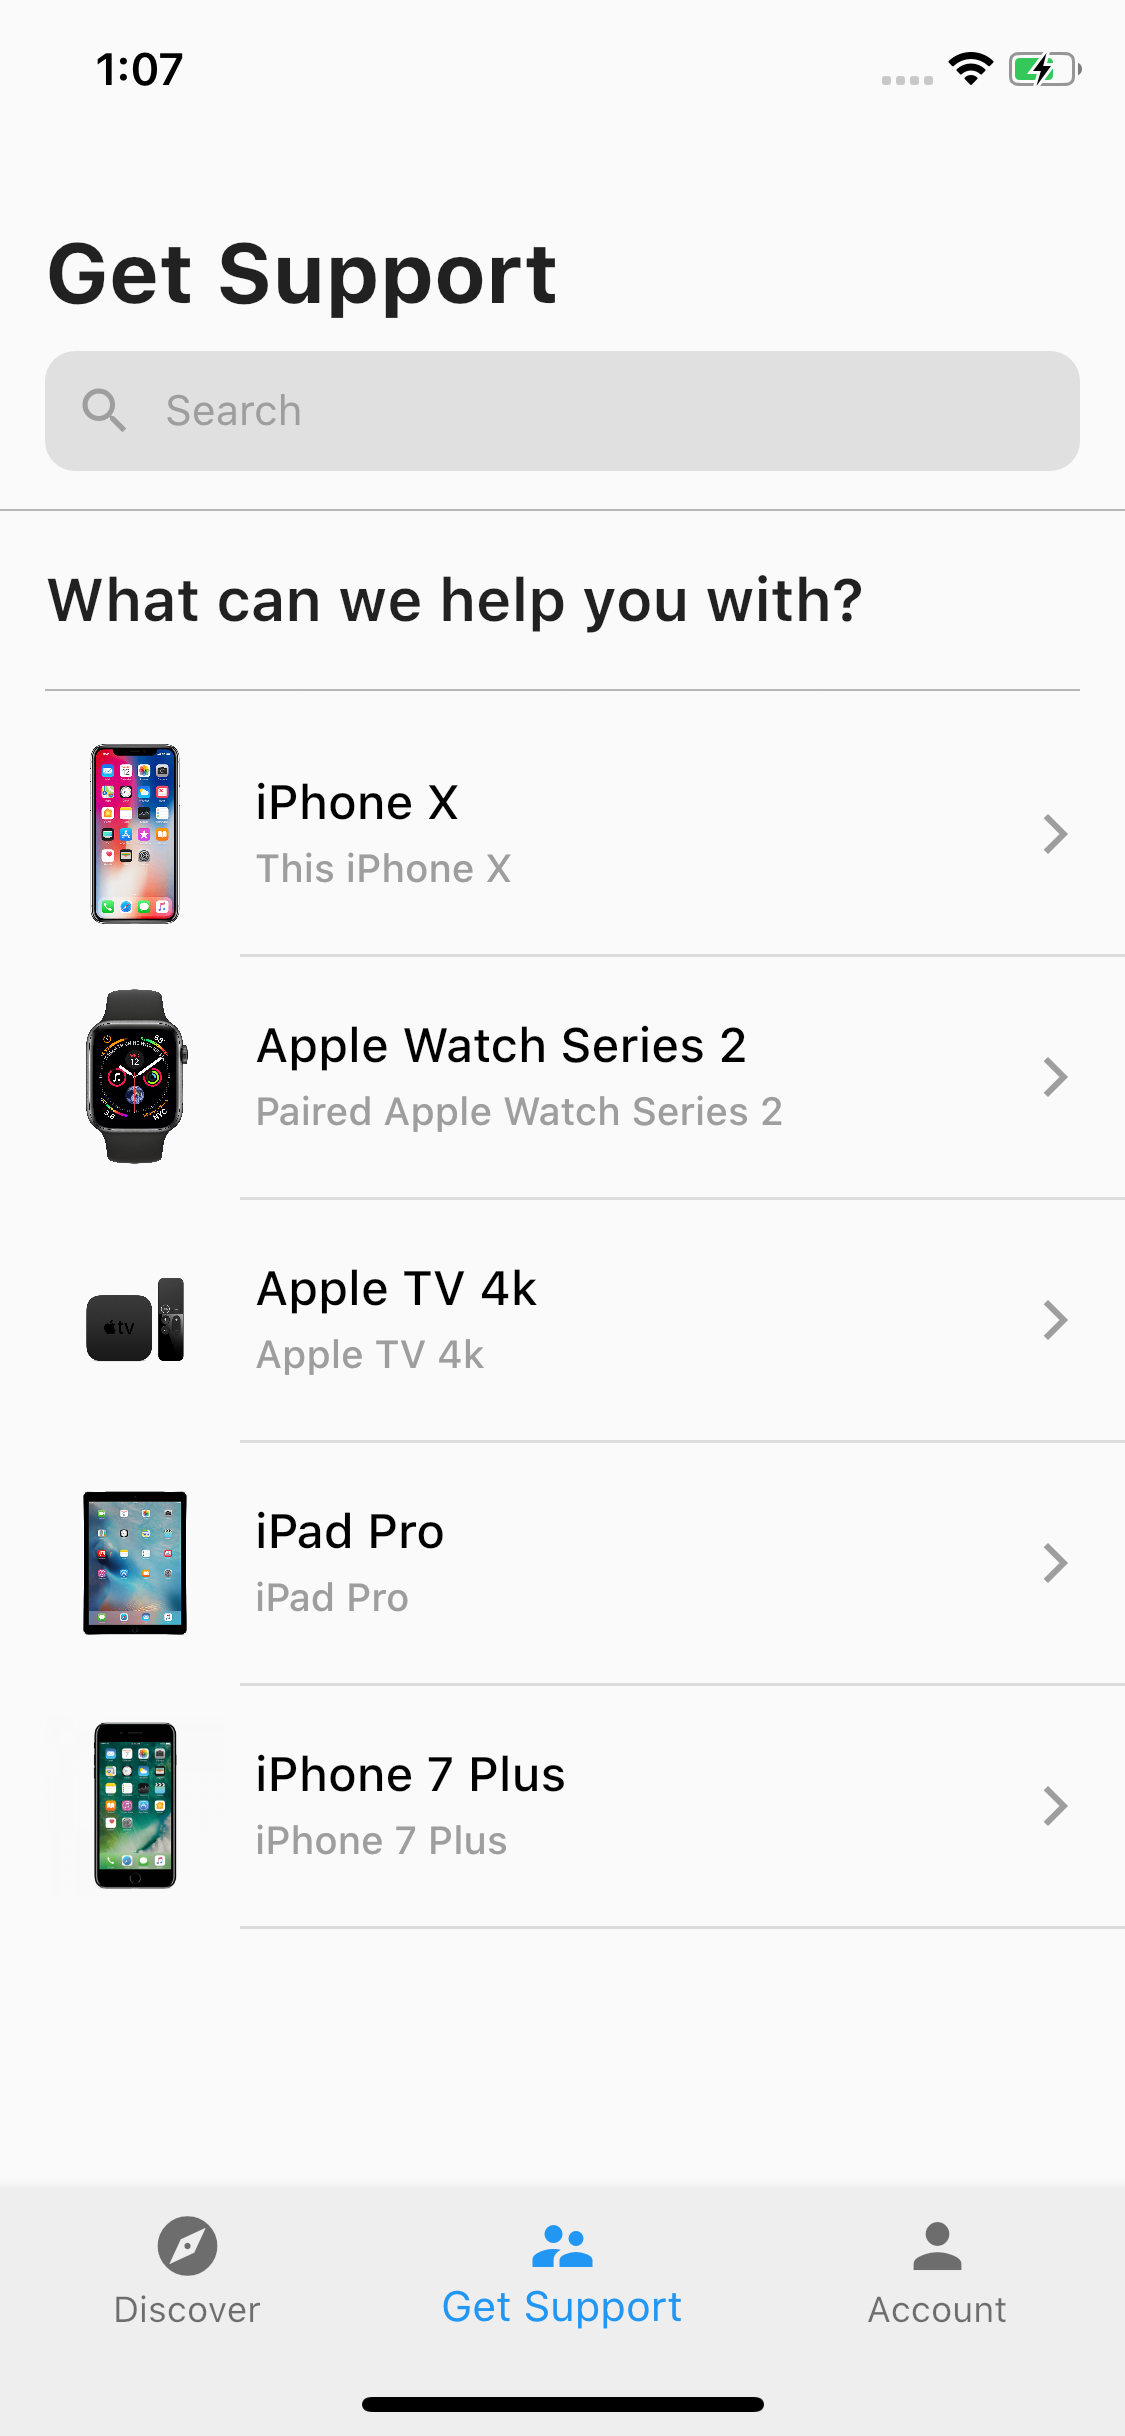 1:07
Get Support
Search
What can we help you with?
iPhone X
This iPhone X
Apple Watch Series 2
Paired Apple Watch Series 2
tv
Apple TV 4k
Apple TV 4k
iPad Pro
iPad Pro
iPhone 7 Plus
iPhone 7 Plus
Discover
Get Support
Account